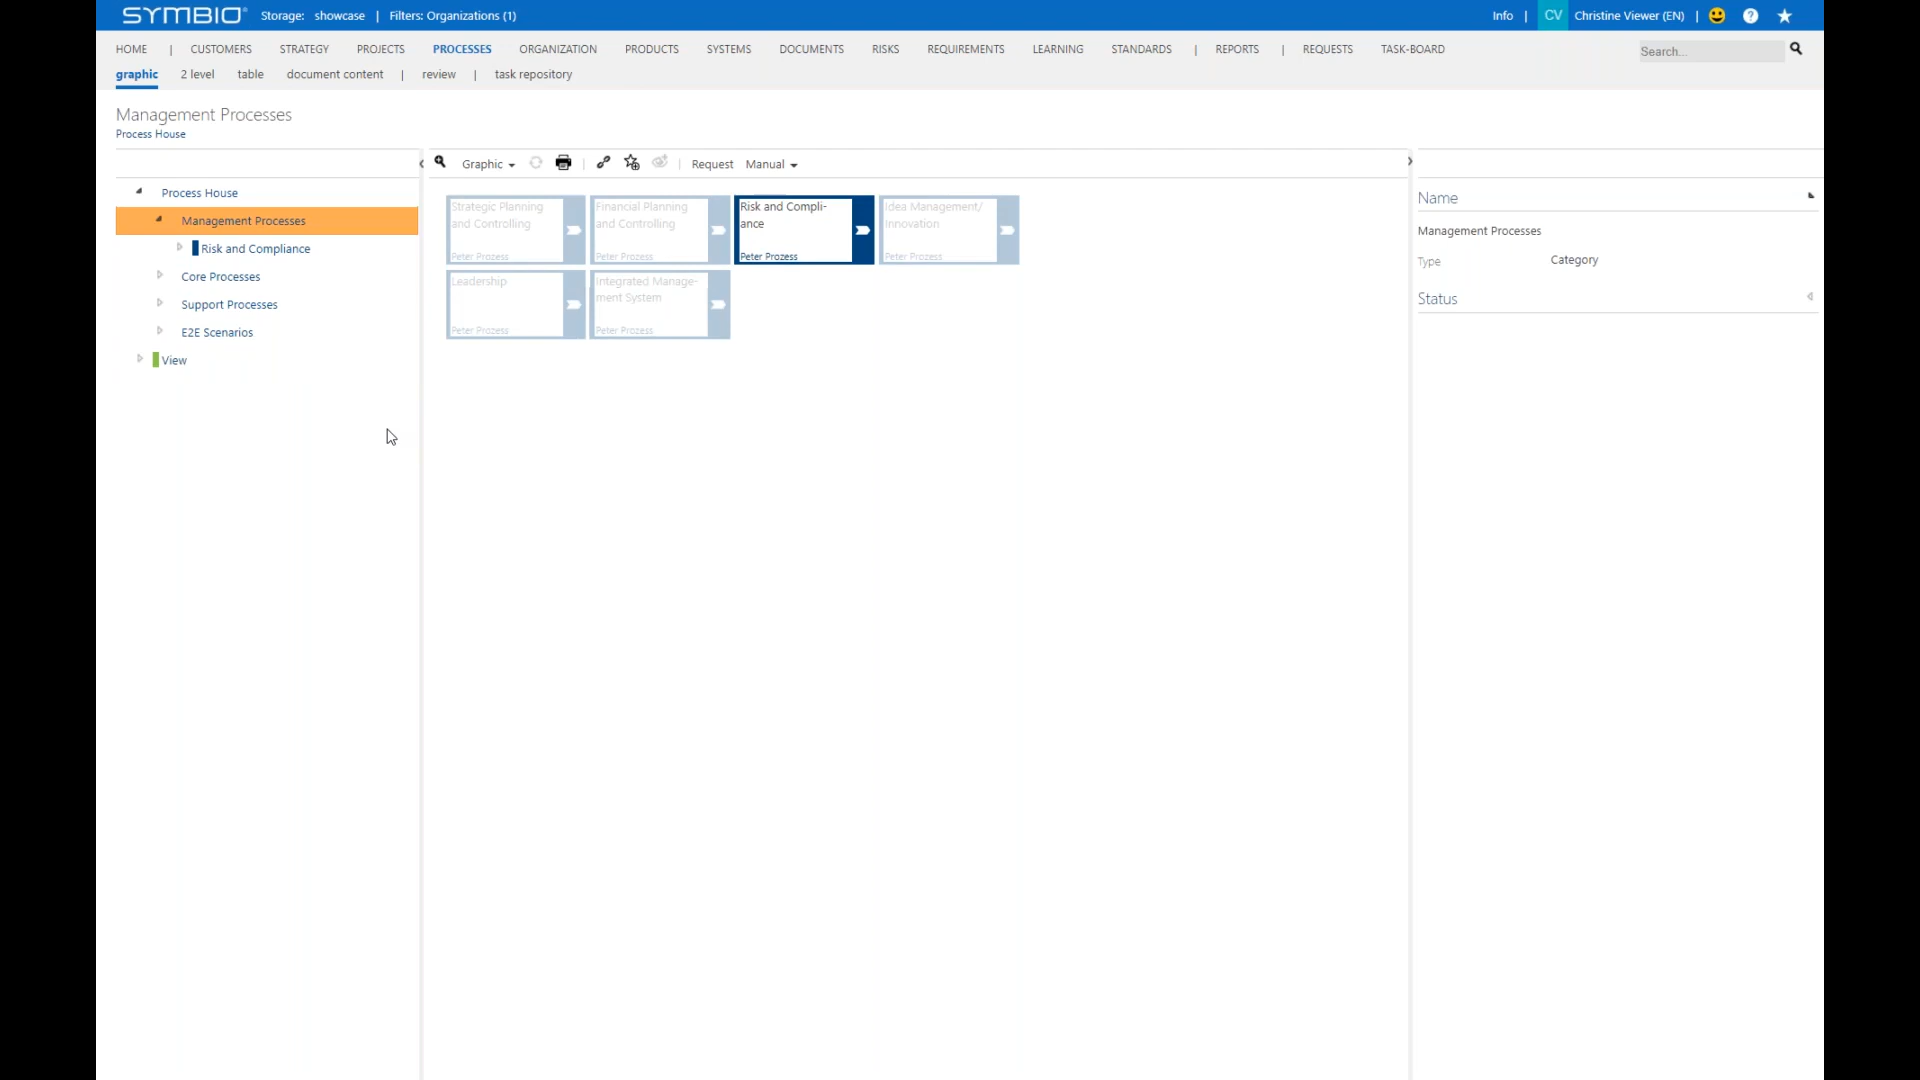 SYMBIO® Storage: showcase | Filters: Organizations (1) Info | CV Christine Viewer (EN) | ?
HOME | CUSTOMERS STRATEGY PROJECTS PROCESSES ORGANIZATION PRODUCTS SYSTEMS DOCUMENTS RISKS REQUIREMENTS LEARNING STANDARDS | REPORTS | REQUESTS TASK-BOARD Search...
graphic 2 level table document content | review | task repository
Management Processes
Process House
Graphic | Request Manual
Process House
Management Processes
Risk and Compliance
Core Processes
Support Processes
E2E Scenarios
View
Strategic Planning
and Controlling
Peter Prozess
Financial Planning
and Controlling
Peter Prozess
Risk and Compli-
ance
Peter Prozess
Idea Management/
Innovation
Peter Prozess
Leadership
Peter Prozess
Integrated Manage-
ment System
Peter Prozess
Name
Management Processes
Type Category
Status